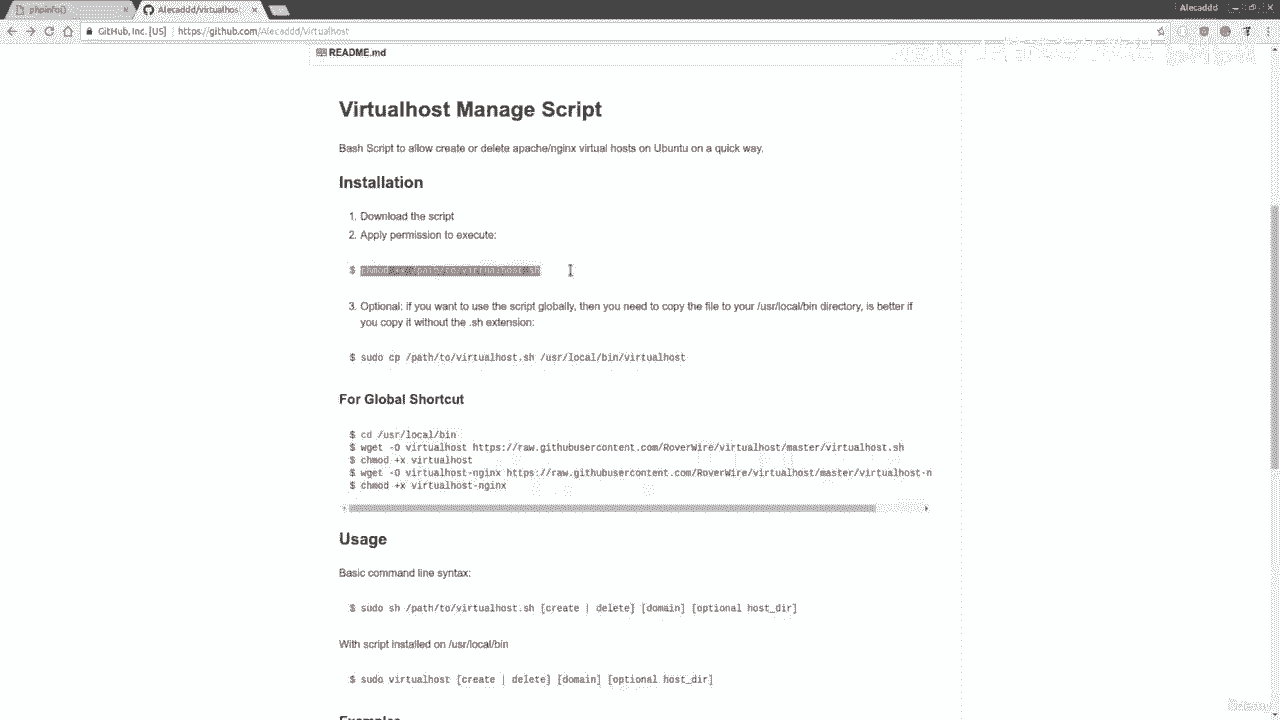 phpinfo()
Alecaddd/virtualhos
Alecaddd
GitHub, Inc. [US]
https://github.com/Alecaddd/Virtualhost
README.md
Virtualhost Manage Script
Bash Script to allow create or delete apache/nginx virtual hosts on Ubuntu on a quick way.
Installation
1. Download the script
2. Apply permission to execute:
$ chmod +x /path/to/virtualhost.sh
3. Optional: if you want to use the script globally, then you need to copy the file to your /usr/local/bin directory, is better if
you copy it without the .sh extension:
$ sudo cp /path/to/virtualhost.sh /usr/local/bin/virtualhost
For Global Shortcut
$ cd /usr/local/bin
$ wget -O virtualhost https://raw.githubusercontent.com/RoverWire/virtualhost/master/virtualhost.sh
$ chmod +x virtualhost
$ wget -O virtualhost-nginx https://raw.githubusercontent.com/RoverWire/virtualhost/master/virtualhost-n
$ chmod +x virtualhost-nginx
Usage
Basic command line syntax:
$ sudo sh /path/to/virtualhost.sh [create | delete] [domain] [optional host_dir]
With script installed on /usr/local/bin
$ sudo virtualhost [create | delete] [domain] [optional host_dir]
Examples